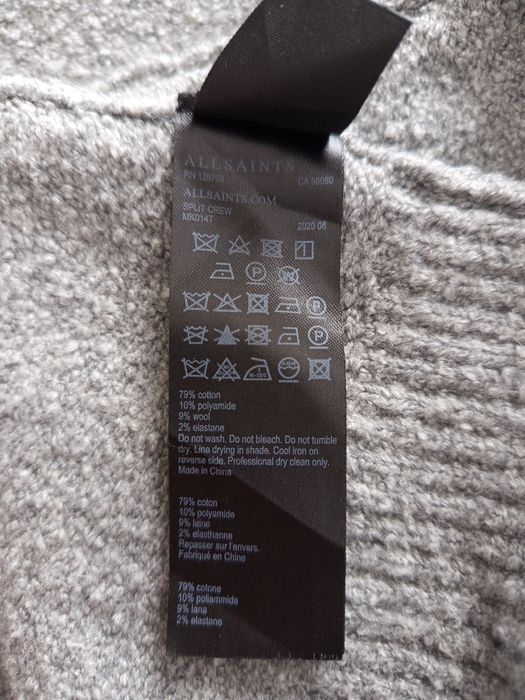 ALLSAINTS
RN 128793 CA 56080
ALLSAINTS.COM
SPLIT CREW
MK014T 2020 08
79% cotton
10% polyamide
9% wool
2% elastane
Do not wash. Do not bleach. Do not tumble
dry. Line drying in shade. Cool iron on
reverse side. Professional dry clean only.
Made in China
79% coton
10% polyamide
9% laine
2% elasthanne
Repasser sur l'envers.
Fabriqué en Chine
79% cotone
10% poliammide
9% lana
2% elastane